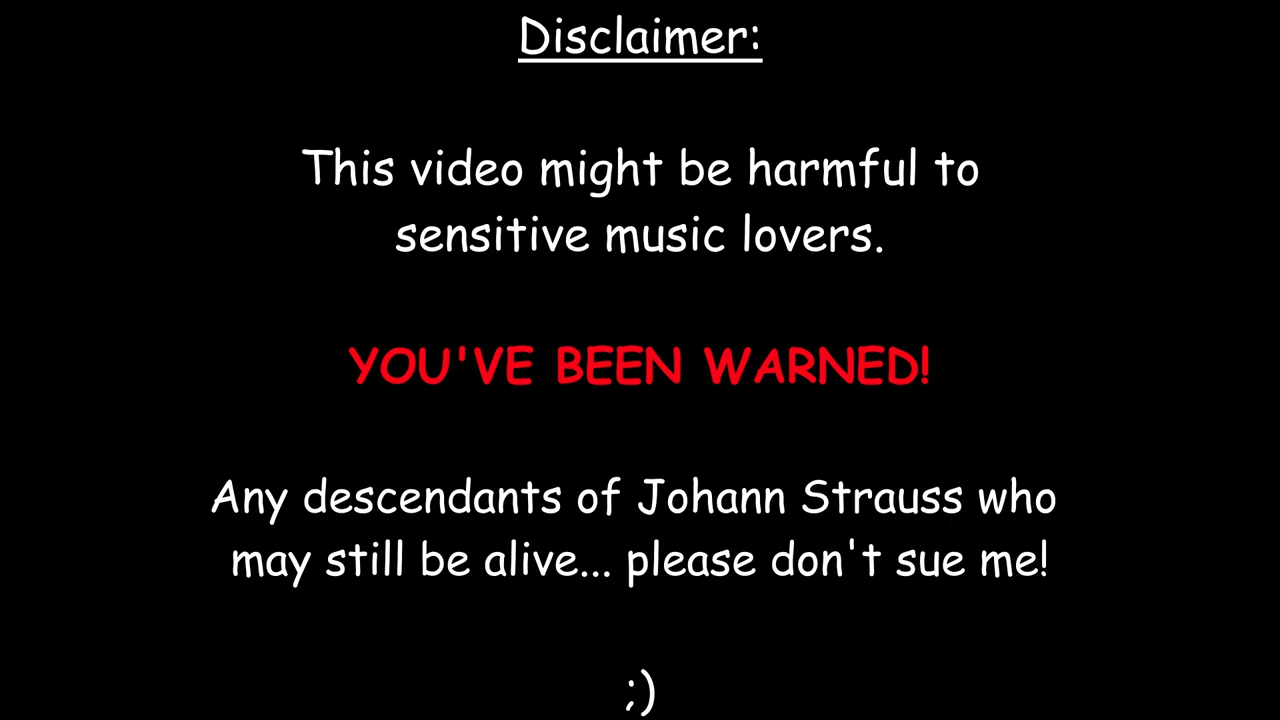 Disclaimer:
This video might be harmful to
sensitive music lovers.
YOU'VE BEEN WARNED!
Any descendants of Johann Strauss who
may still be alive... please don't sue me!
;)